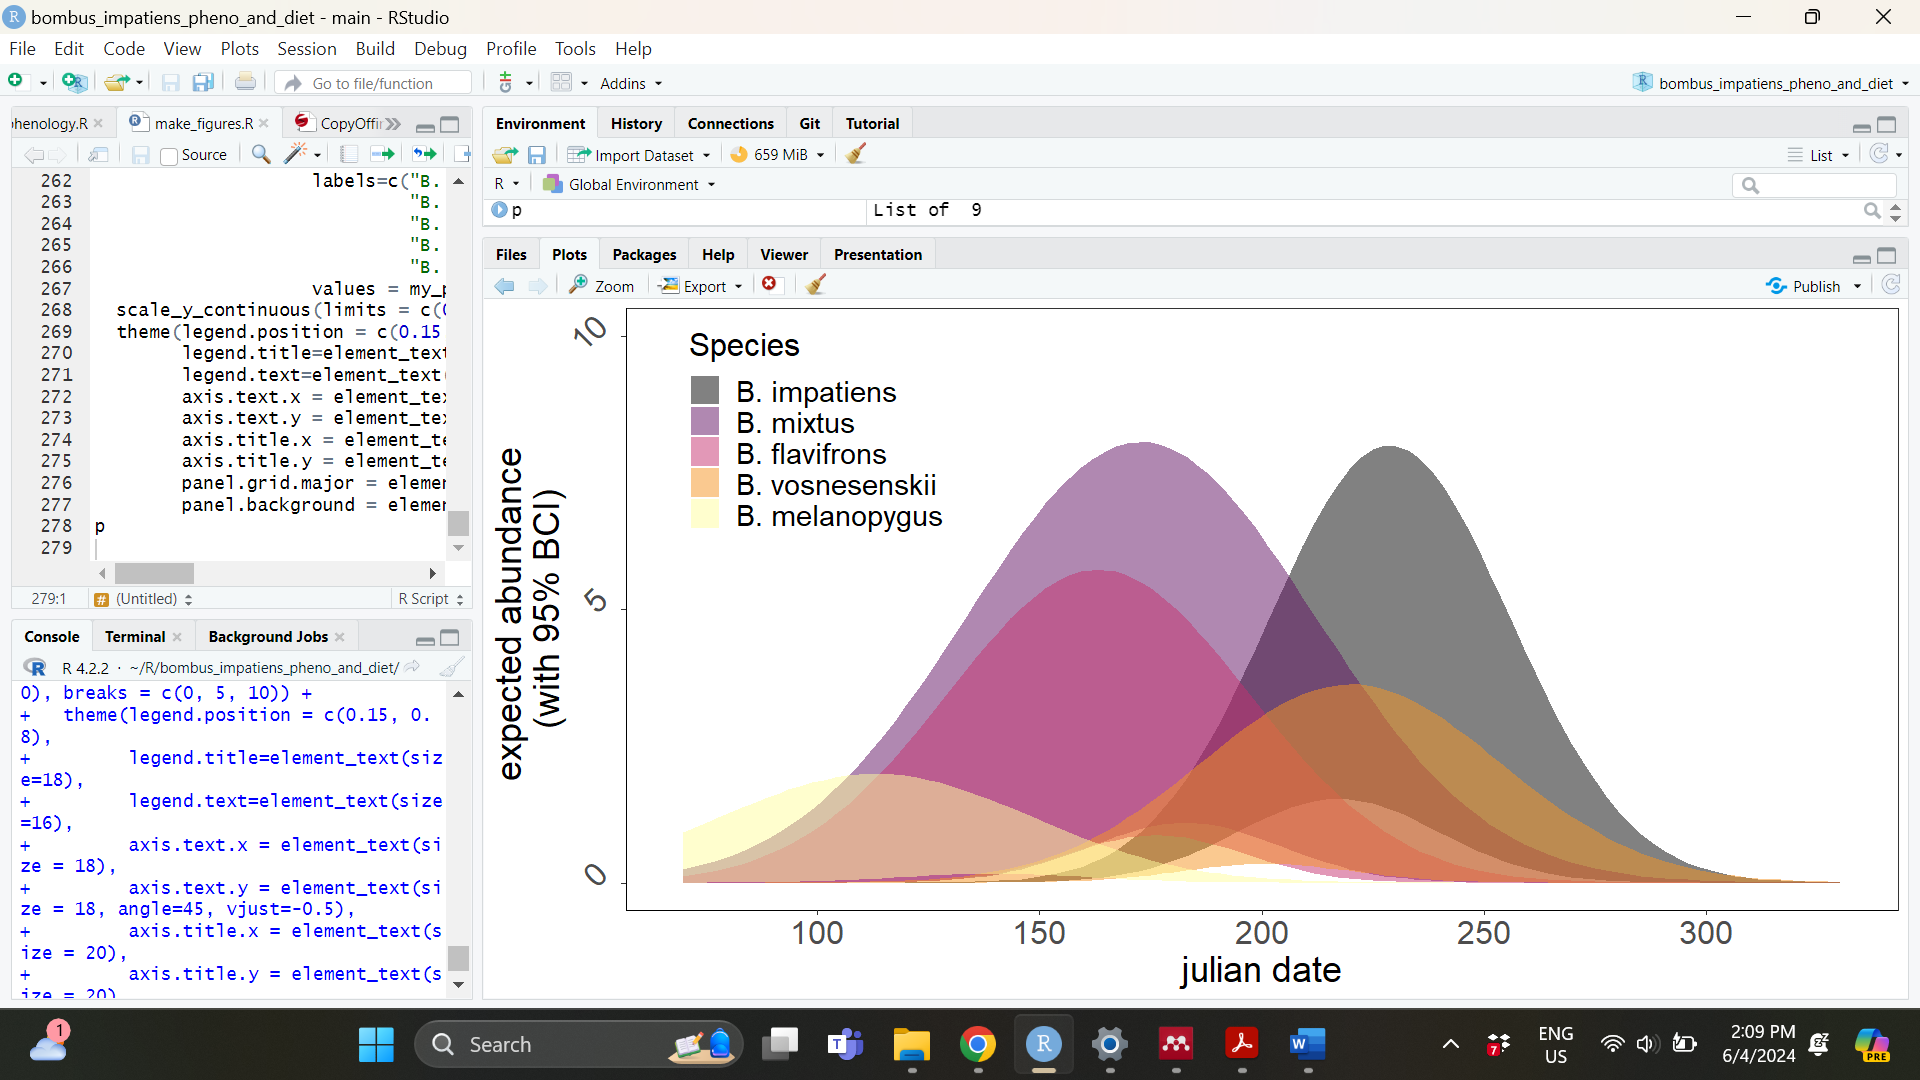 bombus_impatiens_pheno_and_diet - main - RStudio
File Edit Code View Plots Session Build Debug Profile Tools Help
Go to file/function
Addins
bombus_impatiens_pheno_and_diet
henology.R
make_figures.R
CopyOffi
Source
262 labels=c("B.
263 "B.
264 "B.
265 "B.
266 "B.
267 values = my_p
268 scale_y_continuous(limits = c(0
269 theme(legend.position = c(0.15
270 legend.title=element_text
271 legend.text=element_text(
272 axis.text.x = element_tex
273 axis.text.y = element_tex
274 axis.title.x = element_te
275 axis.title.y = element_te
276 panel.grid.major = elemen
277 panel.background = elemen
278 p
279
279:1 # (Untitled) R Script
Console Terminal Background Jobs
R 4.2.2 · ~/R/bombus_impatiens_pheno_and_diet/
0), breaks = c(0, 5, 10)) +
+ theme(legend.position = c(0.15, 0.
8),
+ legend.title=element_text(siz
e=18),
+ legend.text=element_text(size
=16),
+ axis.text.x = element_text(si
ze = 18),
+ axis.text.y = element_text(si
ze = 18, angle=45, vjust=-0.5),
+ axis.title.x = element_text(s
ize = 20),
+ axis.title.y = element_text(s
ize = 20)
Environment History Connections Git Tutorial
Import Dataset 659 MiB List
R Global Environment
p List of 9
Files Plots Packages Help Viewer Presentation
Zoom Export Publish
Species
B. impatiens
B. mixtus
B. flavifrons
B. vosnesenskii
B. melanopygus
expected abundance
(with 95% BCI)
10
5
0
100 150 200 250 300
julian date
1
Search
T
R
W
7
ENG
US
2:09 PM
6/4/2024
PRE